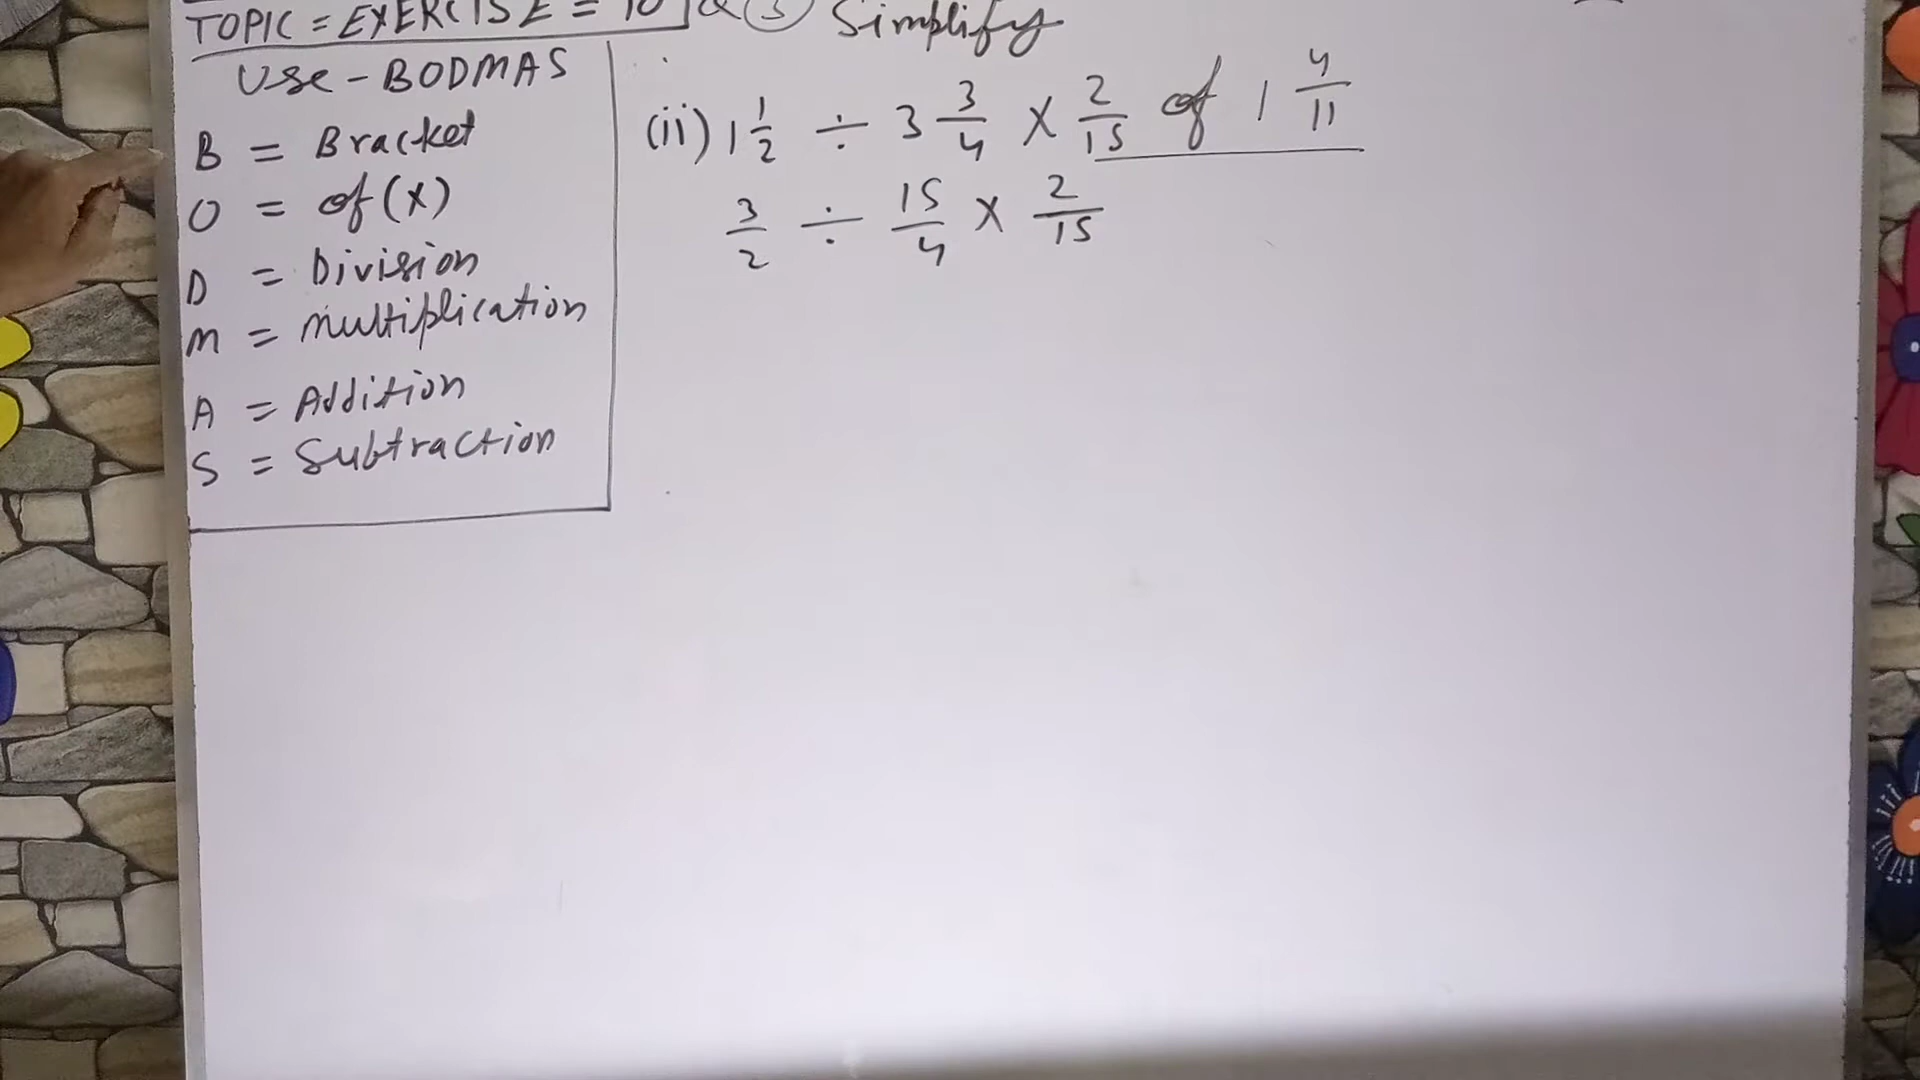 TOPIC = EXERCISE = 10 Q 3 Simplify
Use - BODMAS
B = Bracket
O = of (x)
D = Division
M = multiplication
A = Addition
S = Subtraction
(ii) 1 1/2 ÷ 3 3/4 x 2/15 of 1 4/11
3/2 ÷ 15/4 x 2/15